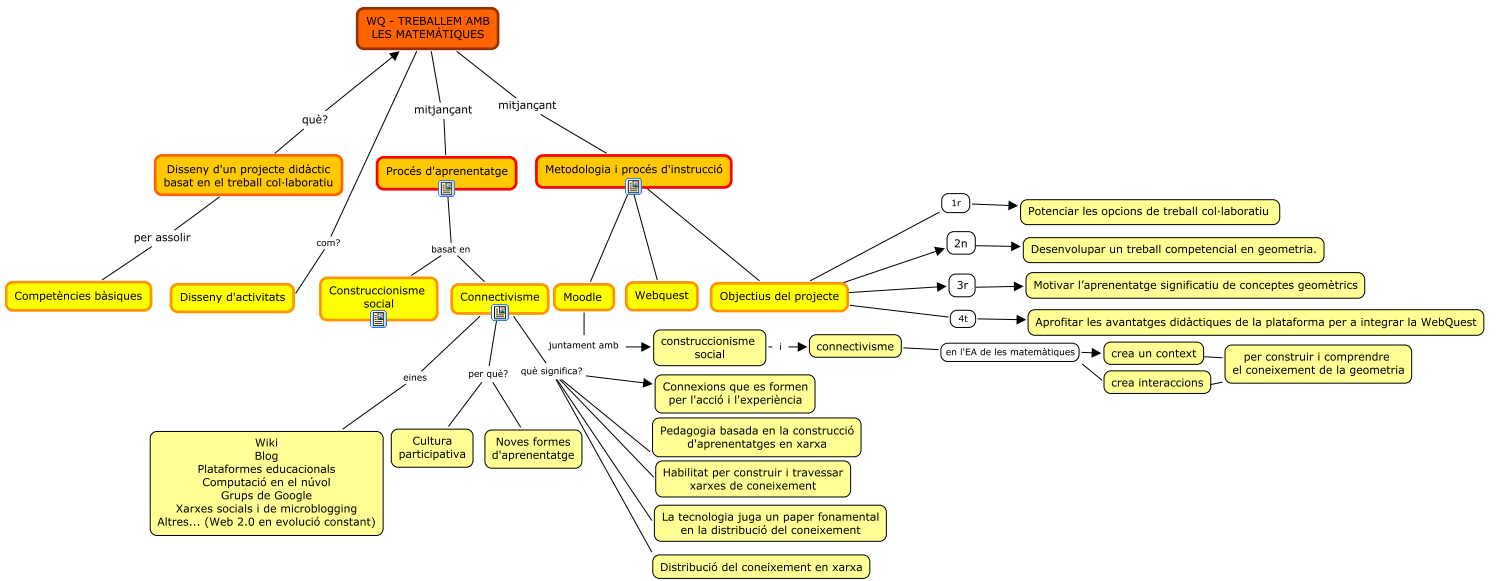 WQ - TREBALLEM AMB
LES MATEMÀTIQUES
què?
mitjançant
mitjançant
Disseny d'un projecte didàctic
basat en el treball col·laboratiu
Procés d'aprenentatge
Metodologia i procés d'instrucció
per assolir
com?
basat en
Competències bàsiques
Disseny d'activitats
Construccionisme
social
Connectivisme
Moodle
Webquest
Objectius del projecte
1r
Potenciar les opcions de treball col·laboratiu
2n
Desenvolupar un treball competencial en geometria.
3r
Motivar l’aprenentatge significatiu de conceptes geomètrics
4t
Aprofitar les avantatges didàctiques de la plataforma per a integrar la WebQuest
juntament amb
construccionisme
social
i
connectivisme
en l'EA de les matemàtiques
crea un context
crea interaccions
per construir i comprendre
el coneixement de la geometria
eines
per què?
què significa?
Wiki
Blog
Plataformes educacionals
Computació en el núvol
Grups de Google
Xarxes socials i de microblogging
Altres... (Web 2.0 en evolució constant)
Cultura
participativa
Noves formes
d'aprenentatge
Connexions que es formen
per l'acció i l'experiència
Pedagogia basada en la construcció
d'aprenentatges en xarxa
Habilitat per construir i travessar
xarxes de coneixement
La tecnologia juga un paper fonamental
en la distribució del coneixement
Distribució del coneixement en xarxa